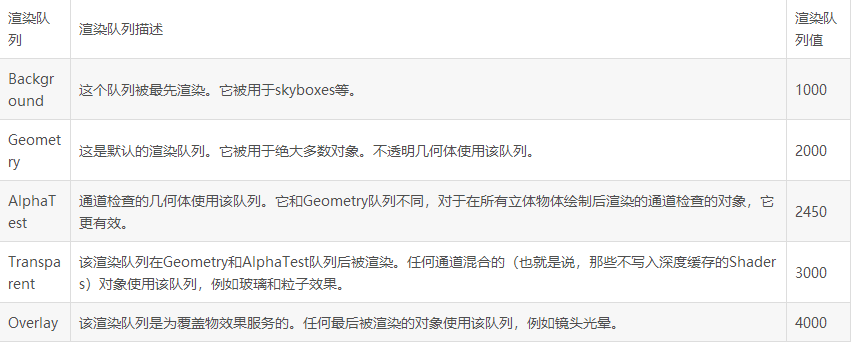 渲染队
列
渲染队列描述
渲染队
列值
Backgr
ound
这个队列被最先渲染。它被用于skyboxes等。
1000
Geomet
ry
这是默认的渲染队列。它被用于绝大多数对象。不透明几何体使用该队列。
2000
AlphaT
est
通道检查的几何体使用该队列。它和Geometry队列不同，对于在所有立体物体绘制后渲染的通道检查的对象，它
更有效。
2450
Transpa
rent
该渲染队列在Geometry和AlphaTest队列后被渲染。任何通道混合的（也就是说，那些不写入深度缓存的Shader
s）对象使用该队列，例如玻璃和粒子效果。
3000
Overlay
该渲染队列是为覆盖物效果服务的。任何最后被渲染的对象使用该队列，例如镜头光晕。
4000